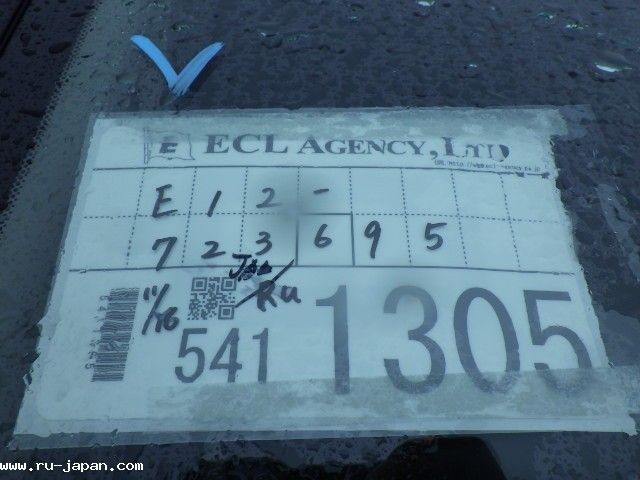 E ECL AGENCY, LTD
E 1 2 -
7 2 3 6 9 5
11/16
RU
541 1305
www.ru-japan.com